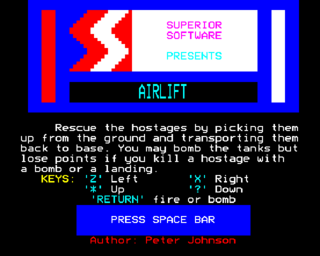 SUPERIOR
SOFTWARE
PRESENTS
AIRLIFT
Rescue the hostages by picking them
up from the ground and transporting them
back to base. You may bomb the tanks but
lose points if you kill a hostage with
a bomb or a landing.
KEYS: 'Z' Left 'X' Right
'*' Up '?' Down
'RETURN' fire or bomb
PRESS SPACE BAR
Author: Peter Johnson